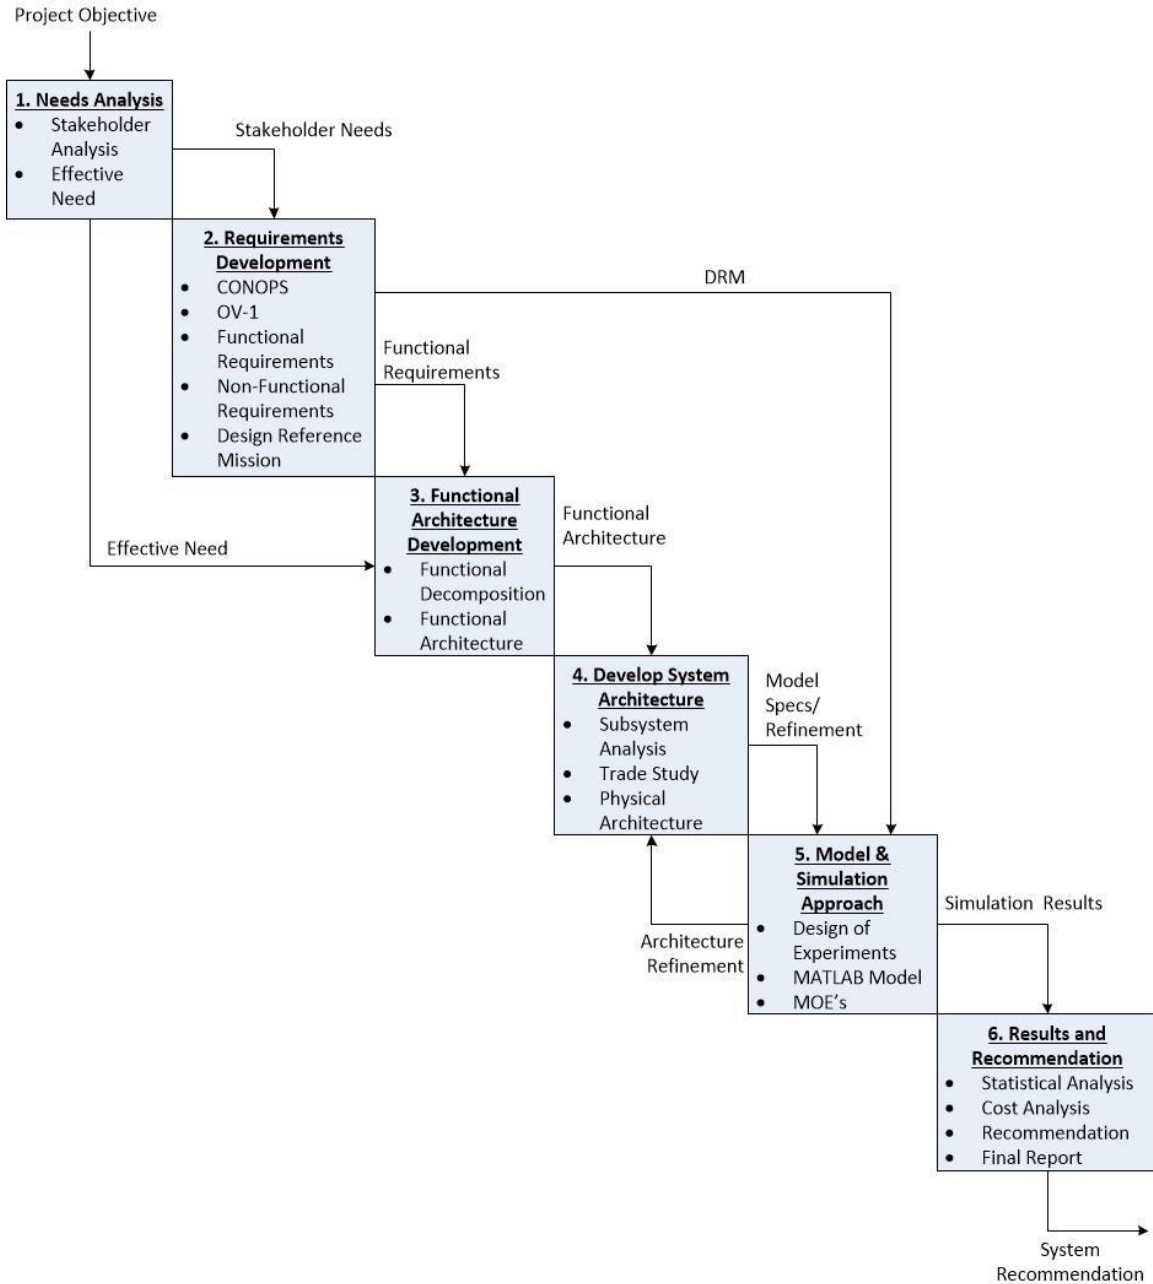 Project Objective
1. Needs Analysis
• Stakeholder
Analysis
• Effective
Need
Stakeholder Needs
2. Requirements
Development
• CONOPS
• OV-1
• Functional
Requirements
• Non-Functional
Requirements
• Design Reference
Mission
DRM
Functional
Requirements
Effective Need
3. Functional
Architecture
Development
• Functional
Decomposition
• Functional
Architecture
Functional
Architecture
4. Develop System
Architecture
• Subsystem
Analysis
• Trade Study
• Physical
Architecture
Model
Specs/
Refinement
Architecture
Refinement
5. Model &
Simulation
Approach
• Design of
Experiments
• MATLAB Model
• MOE's
Simulation Results
6. Results and
Recommendation
• Statistical Analysis
• Cost Analysis
• Recommendation
• Final Report
System
Recommendation